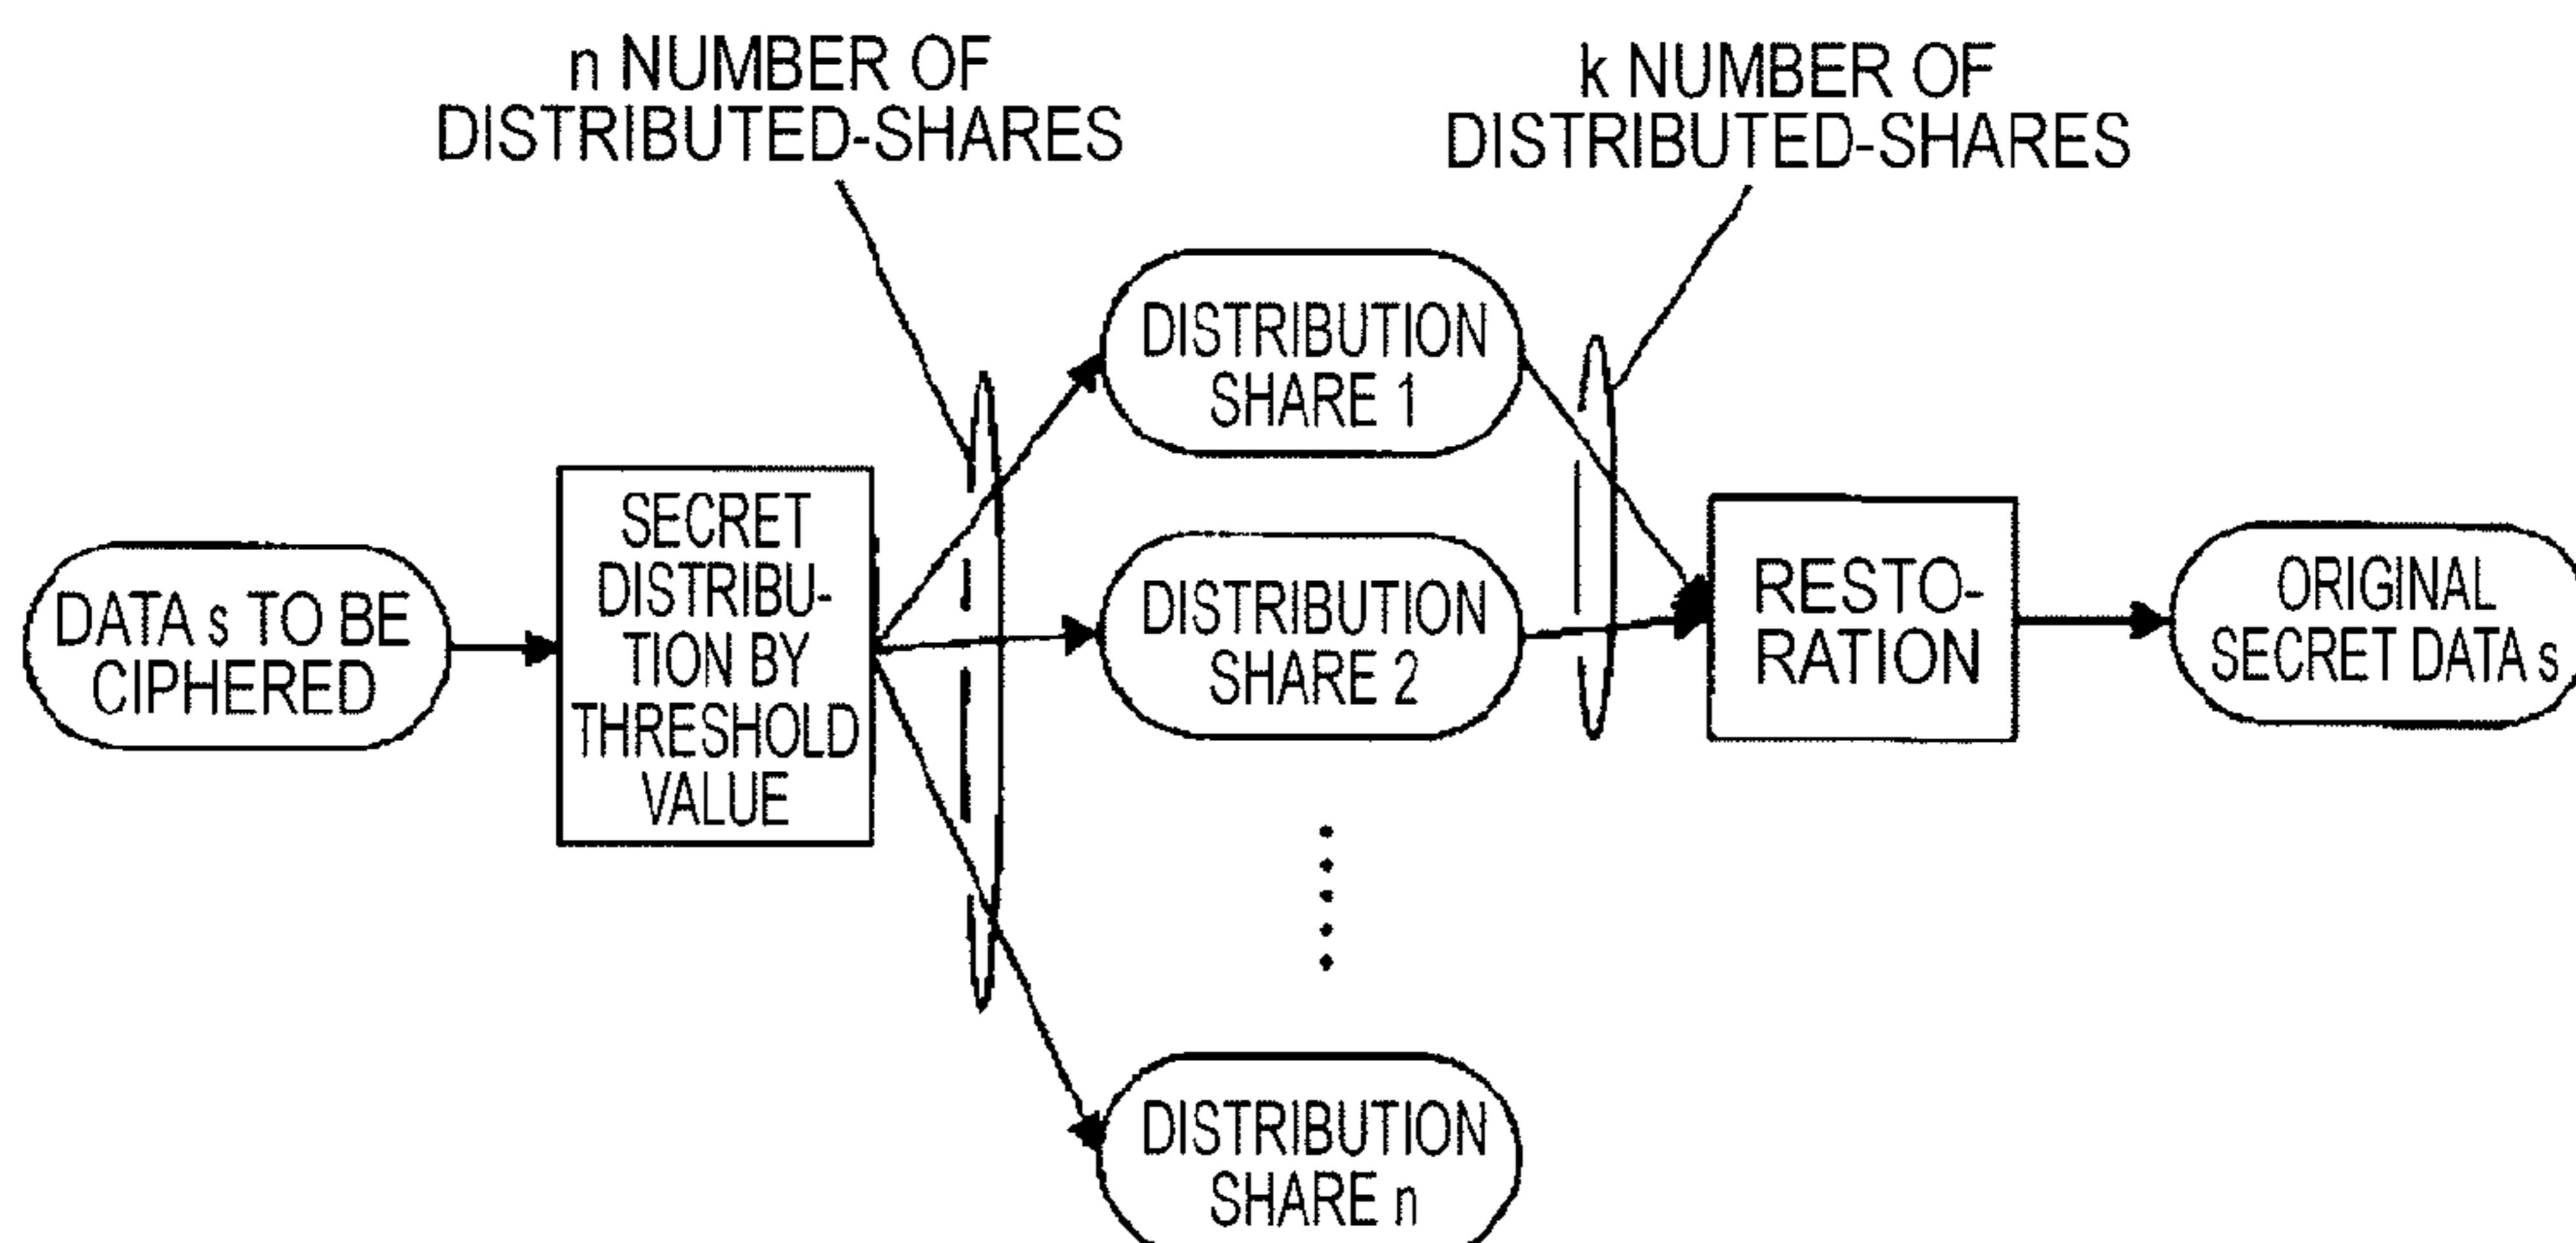 n NUMBER OF
DISTRIBUTED-SHARES
k NUMBER OF
DISTRIBUTED-SHARES
DATA s TO BE
CIPHERED
SECRET
DISTRIBU-
TION BY
THRESHOLD
VALUE
DISTRIBUTION
SHARE 1
DISTRIBUTION
SHARE 2
DISTRIBUTION
SHARE n
RESTO-
RATION
ORIGINAL
SECRET DATA s